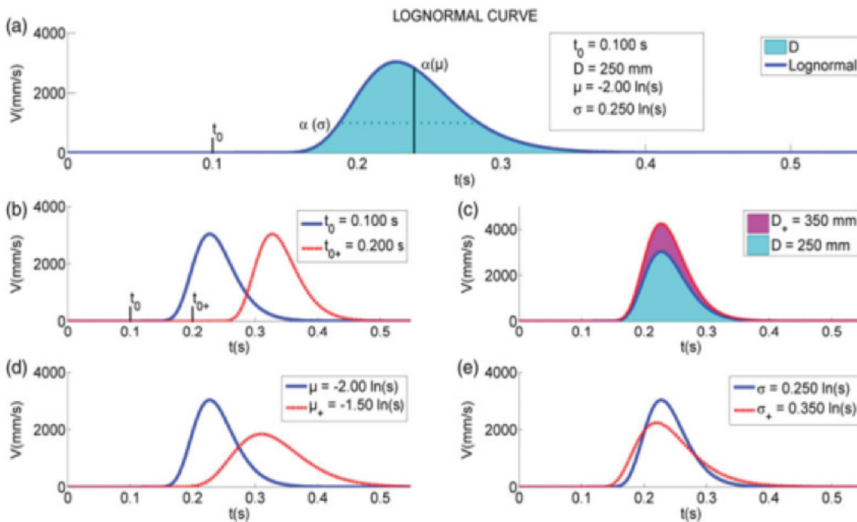 LOGNORMAL CURVE
(a)
V(mm/s)
4000
2000
0
t₀
α (σ)
α(μ)
t₀ = 0.100 s
D = 250 mm
μ = -2.00 ln(s)
σ = 0.250 ln(s)
D
Lognormal
0 0.1 0.2 0.3 0.4 0.5
t(s)
(b)
V(mm/s)
4000
2000
0
t₀
t₀₊
t₀ = 0.100 s
t₀₊ = 0.200 s
0 0.1 0.2 0.3 0.4 0.5
t(s)
(c)
V(mm/s)
4000
2000
0
D₊ = 350 mm
D = 250 mm
0 0.1 0.2 0.3 0.4 0.5
t(s)
(d)
V(mm/s)
4000
2000
0
μ = -2.00 ln(s)
μ₊ = -1.50 ln(s)
0 0.1 0.2 0.3 0.4 0.5
t(s)
(e)
V(mm/s)
4000
2000
0
σ = 0.250 ln(s)
σ₊ = 0.350 ln(s)
0 0.1 0.2 0.3 0.4 0.5
t(s)